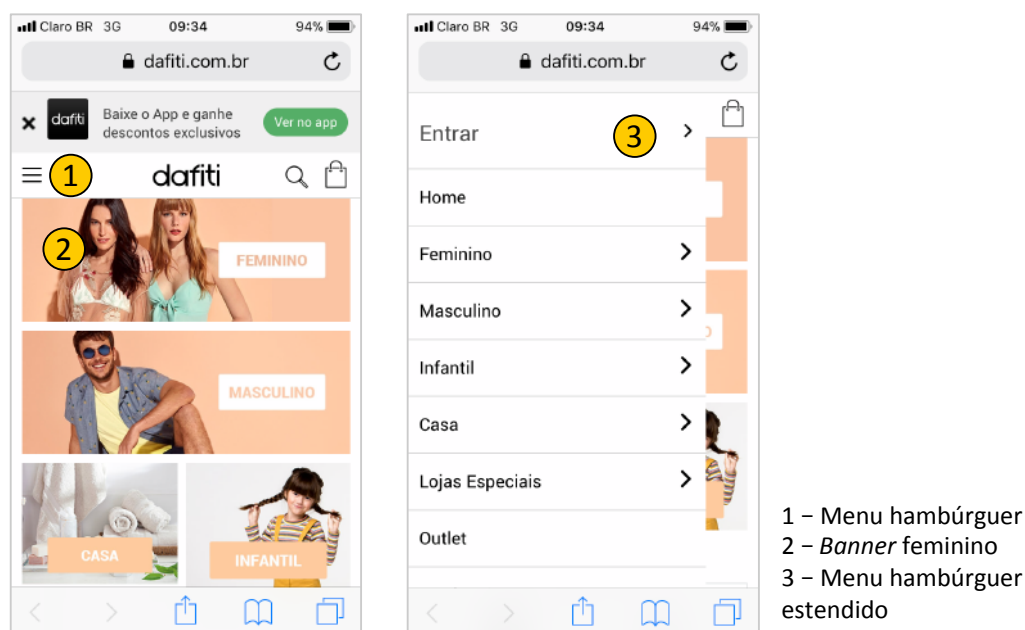 Claro BR 3G 09:34 94%
dafiti.com.br
dafiti
Baixe o App e ganhe
descontos exclusivos
Ver no app
1
dafiti
2
FEMININO
MASCULINO
CASA
INFANTIL
Claro BR 3G 09:34 94%
dafiti.com.br
Entrar
3
Home
Feminino
Masculino
Infantil
Casa
Lojas Especiais
Outlet
1 – Menu hambúrguer
2 – Banner feminino
3 – Menu hambúrguer
estendido